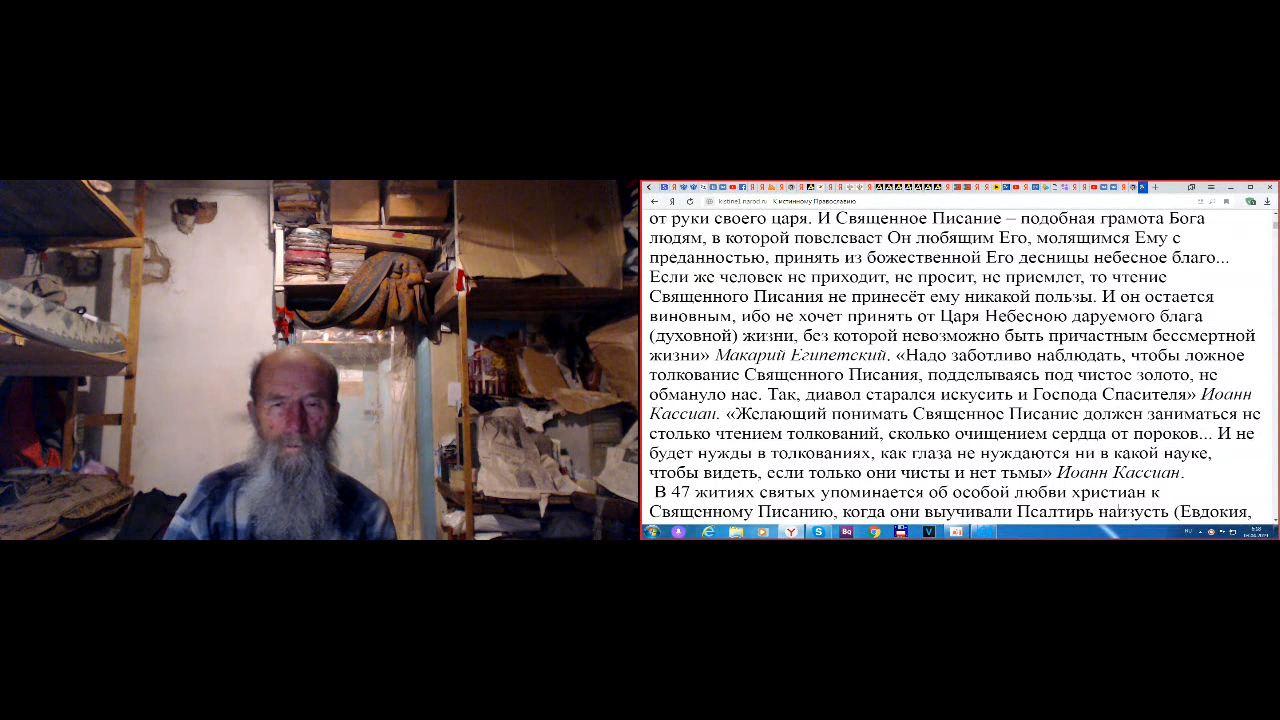 kistine1.narod.ru К истинному Православию
от руки своего царя. И Священное Писание – подобная грамота Бога
людям, в которой повелевает Он любящим Его, молящимся Ему с
преданностью, принять из божественной Его десницы небесное благо...
Если же человек не приходит, не просит, не приемлет, то чтение
Священного Писания не принесёт ему никакой пользы. И он остается
виновным, ибо не хочет принять от Царя Небесною даруемого блага
(духовной) жизни, без которой невозможно быть причастным бессмертной
жизни» Макарий Египетский. «Надо заботливо наблюдать, чтобы ложное
толкование Священного Писания, подделываясь под чистое золото, не
обмануло нас. Так, диавол старался искусить и Господа Спасителя» Иоанн
Кассиан. «Желающий понимать Священное Писание должен заниматься не
столько чтением толкований, сколько очищением сердца от пороков... И не
будет нужды в толкованиях, как глаза не нуждаются ни в какой науке,
чтобы видеть, если только они чисты и нет тьмы» Иоанн Кассиан.
В 47 житиях святых упоминается об особой любви христиан к
Священному Писанию, когда они выучивали Псалтирь наизусть (Евдокия,